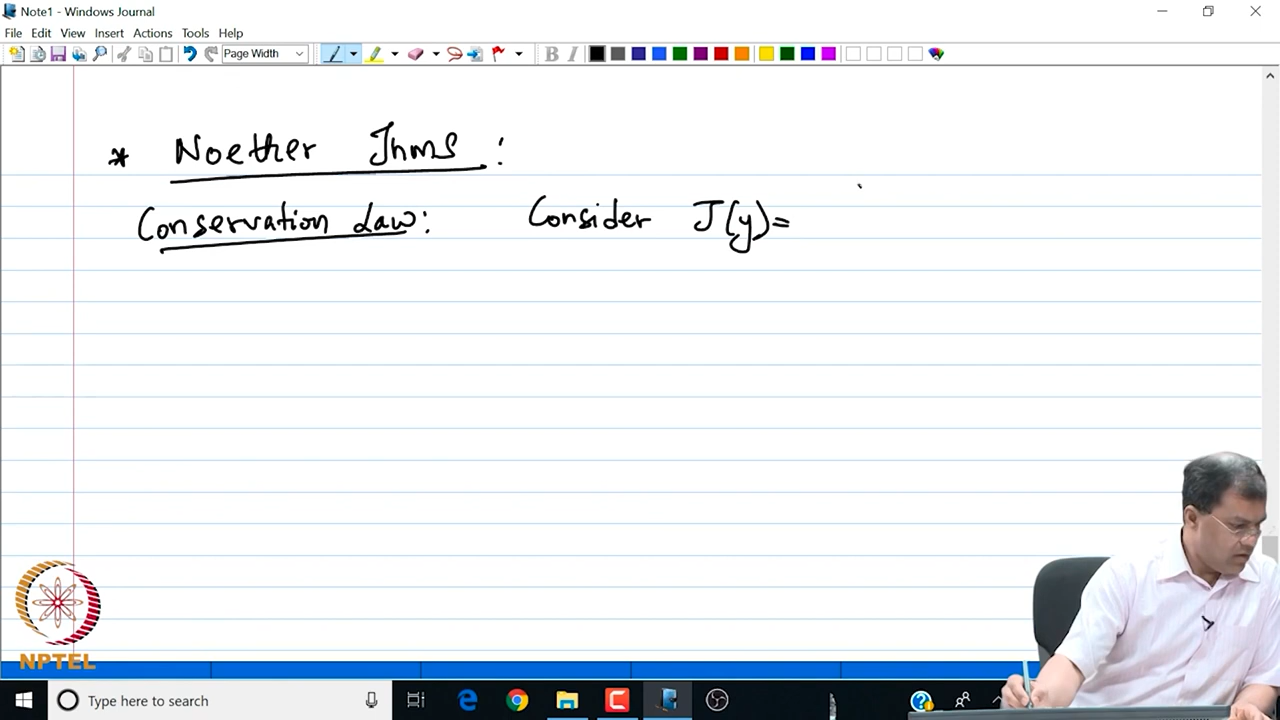 Note1 - Windows Journal
File Edit View Insert Actions Tools Help
Page Width
B I
* Noether Thms :
Conservation Law: Consider J(y)=
NPTEL
Type here to search